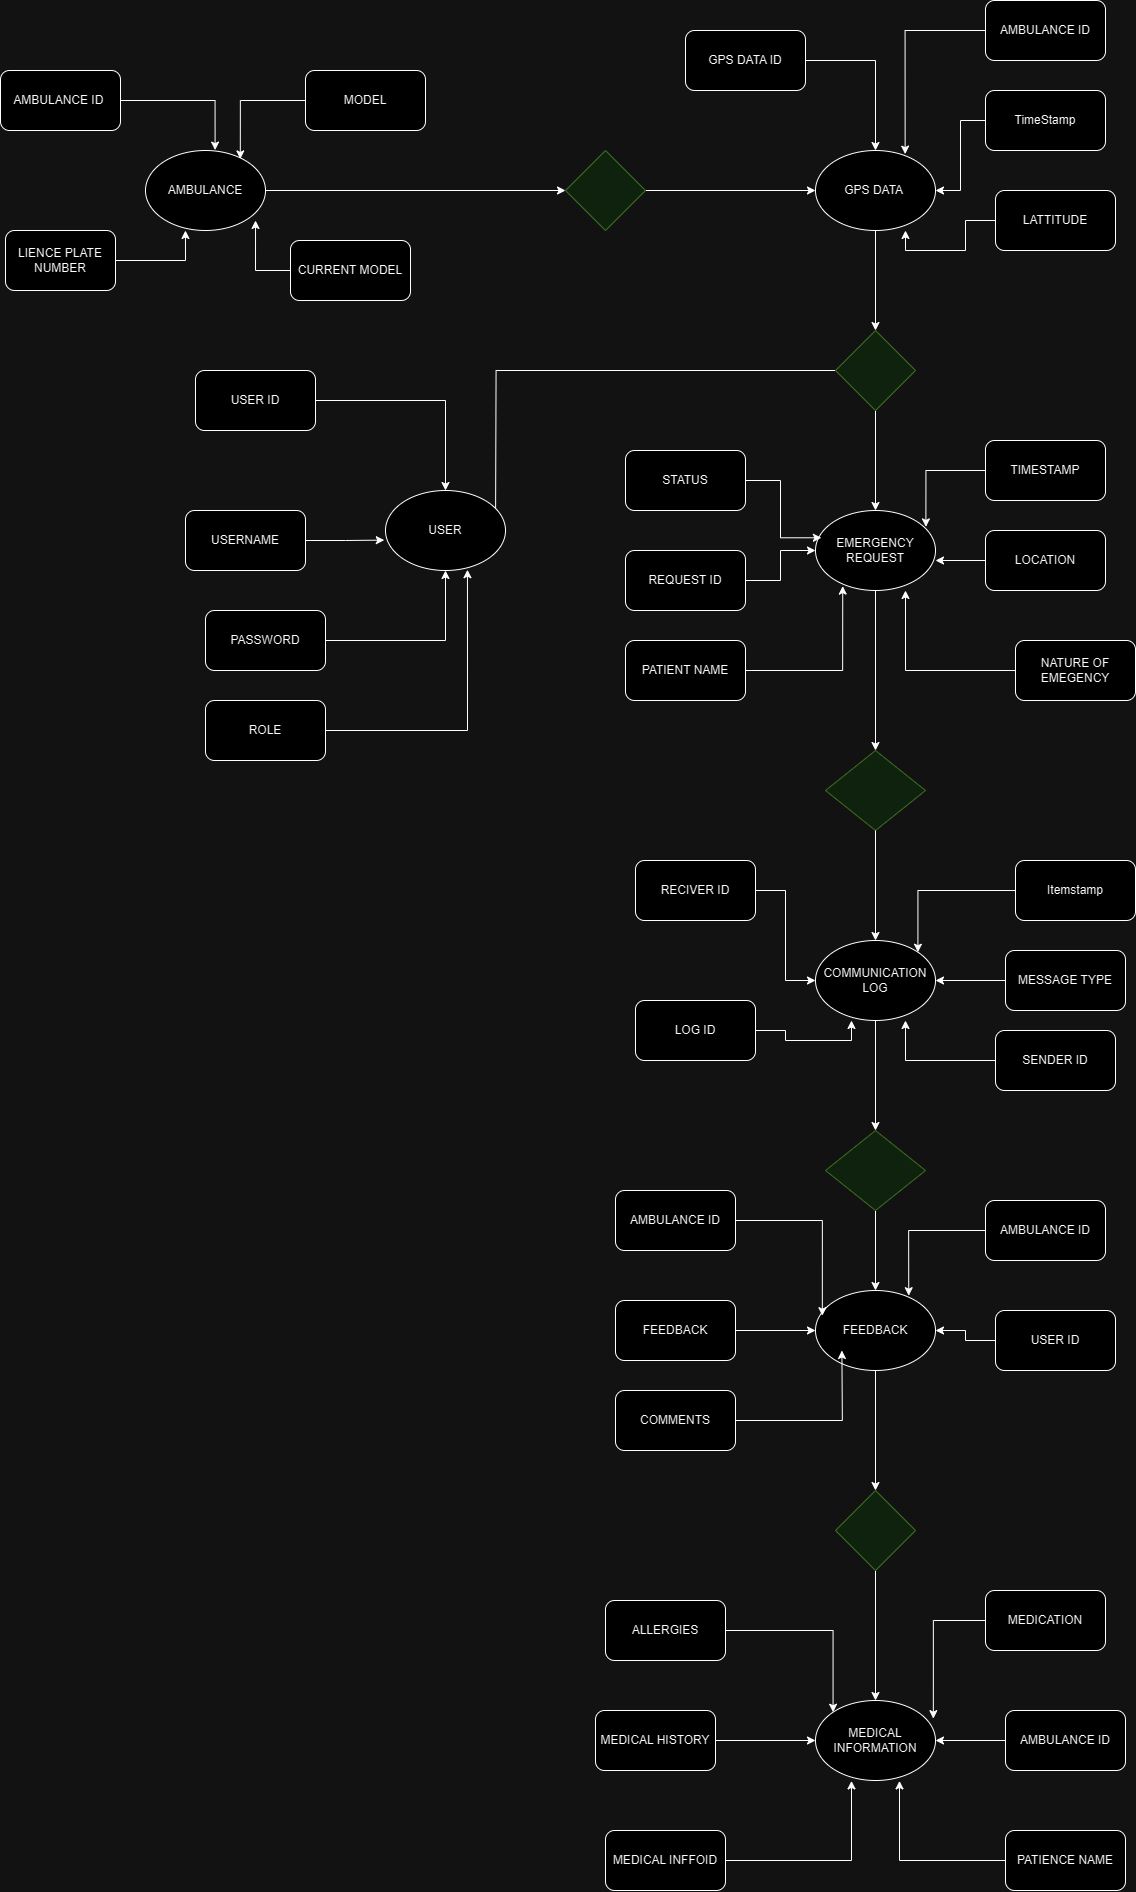 AMBULANCE ID
GPS DATA ID
AMBULANCE ID
MODEL
TimeStamp
AMBULANCE
GPS DATA
LATTITUDE
LIENCE PLATE
NUMBER
CURRENT MODEL
USER ID
STATUS
TIMESTAMP
USER
USERNAME
EMERGENCY
REQUEST
LOCATION
REQUEST ID
PASSWORD
PATIENT NAME
NATURE OF
EMEGENCY
ROLE
RECIVER ID
Itemstamp
COMMUNICATION
LOG
MESSAGE TYPE
LOG ID
SENDER ID
AMBULANCE ID
AMBULANCE ID
FEEDBACK
FEEDBACK
USER ID
COMMENTS
ALLERGIES
MEDICATION
MEDICAL HISTORY
MEDICAL
INFORMATION
AMBULANCE ID
MEDICAL INFFOID
PATIENCE NAME